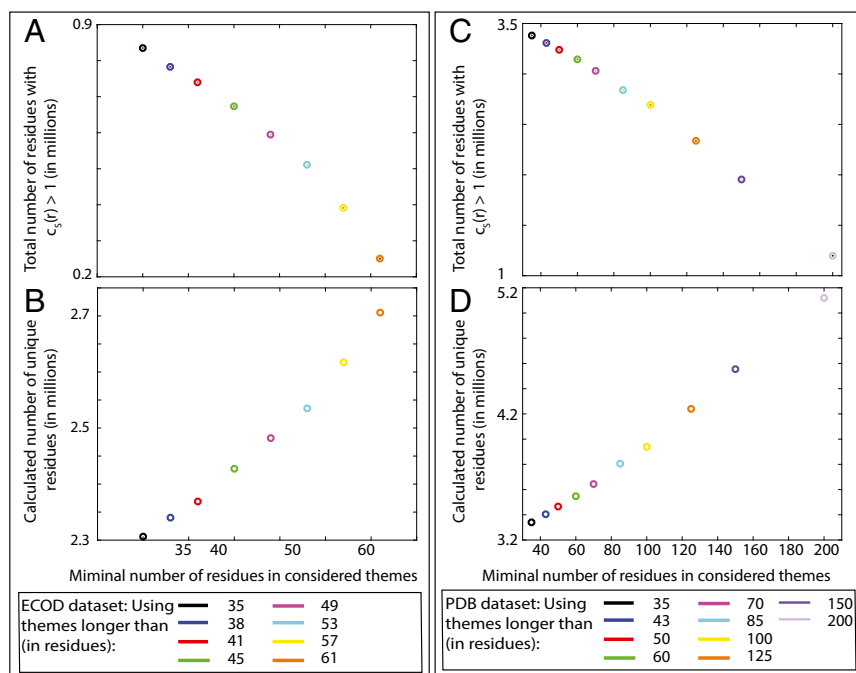 A
0.9
Total number of residues with
c_s(r) > 1 (in millions)
0.2
B
2.7
Calculated number of unique
residues (in millions)
2.5
2.3
35 40 50 60
Miminal number of residues in considered themes
ECOD dataset: Using
themes longer than
(in residues):
35 49
38 53
41 57
45 61
C
3.5
Total number of residues with
c_s(r) > 1 (in millions)
1
D
5.2
Calculated number of unique
residues (in millions)
4.2
3.2
40 60 80 100 120 140 160 180 200
Miminal number of residues in considered themes
PDB dataset: Using
themes longer than
(in residues):
35 70 150
43 85 200
50 100
60 125